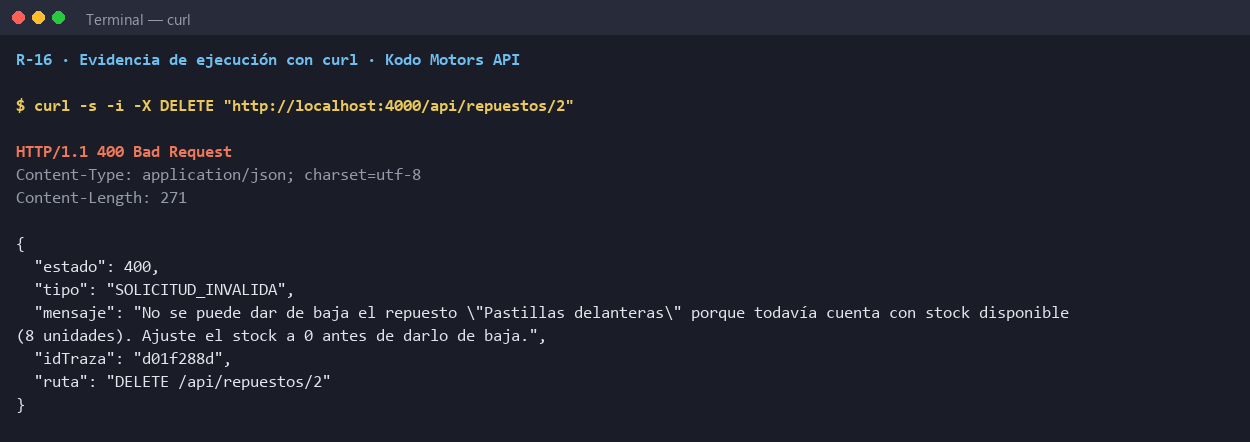 Terminal — curl
R-16 · Evidencia de ejecución con curl · Kodo Motors API
$ curl -s -i -X DELETE "http://localhost:4000/api/repuestos/2"
HTTP/1.1 400 Bad Request
Content-Type: application/json; charset=utf-8
Content-Length: 271
{
  "estado": 400,
  "tipo": "SOLICITUD_INVALIDA",
  "mensaje": "No se puede dar de baja el repuesto \"Pastillas delanteras\" porque todavía cuenta con stock disponible
(8 unidades). Ajuste el stock a 0 antes de darlo de baja.",
  "idTraza": "d01f288d",
  "ruta": "DELETE /api/repuestos/2"
}